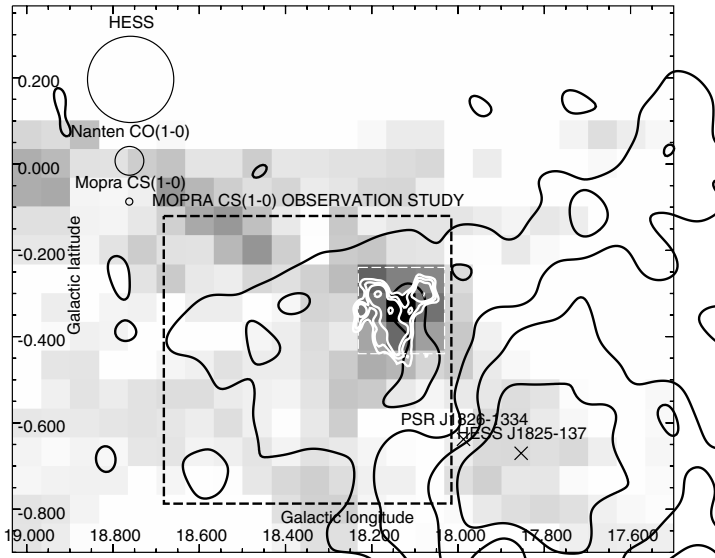 HESS
0.200
Nanten CO(1-0)
0.000
Mopra CS(1-0)
MOPRA CS(1-0) OBSERVATION STUDY
-0.200
Galactic latitude
-0.400
PSR J1826-1334
-0.600
HESS J1825-137
-0.800
Galactic longitude
19.000 18.800 18.600 18.400 18.200 18.000 17.800 17.600